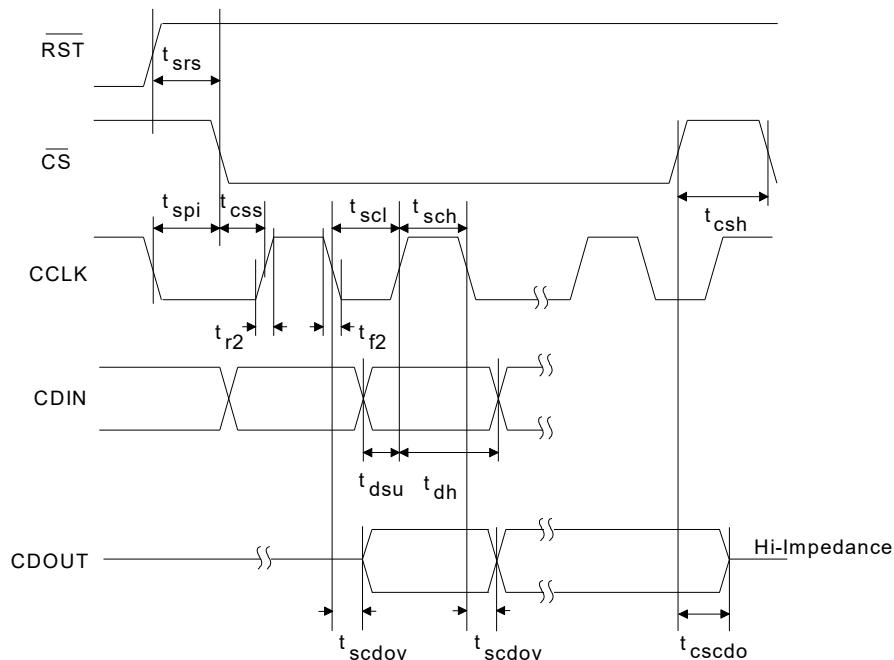 RST
t srs
CS
t spi
t css
t scl
t sch
t csh
CCLK
t r2
t f2
CDIN
t dsu
t dh
CDOUT
Hi-Impedance
t scdov
t scdov
t cscdo